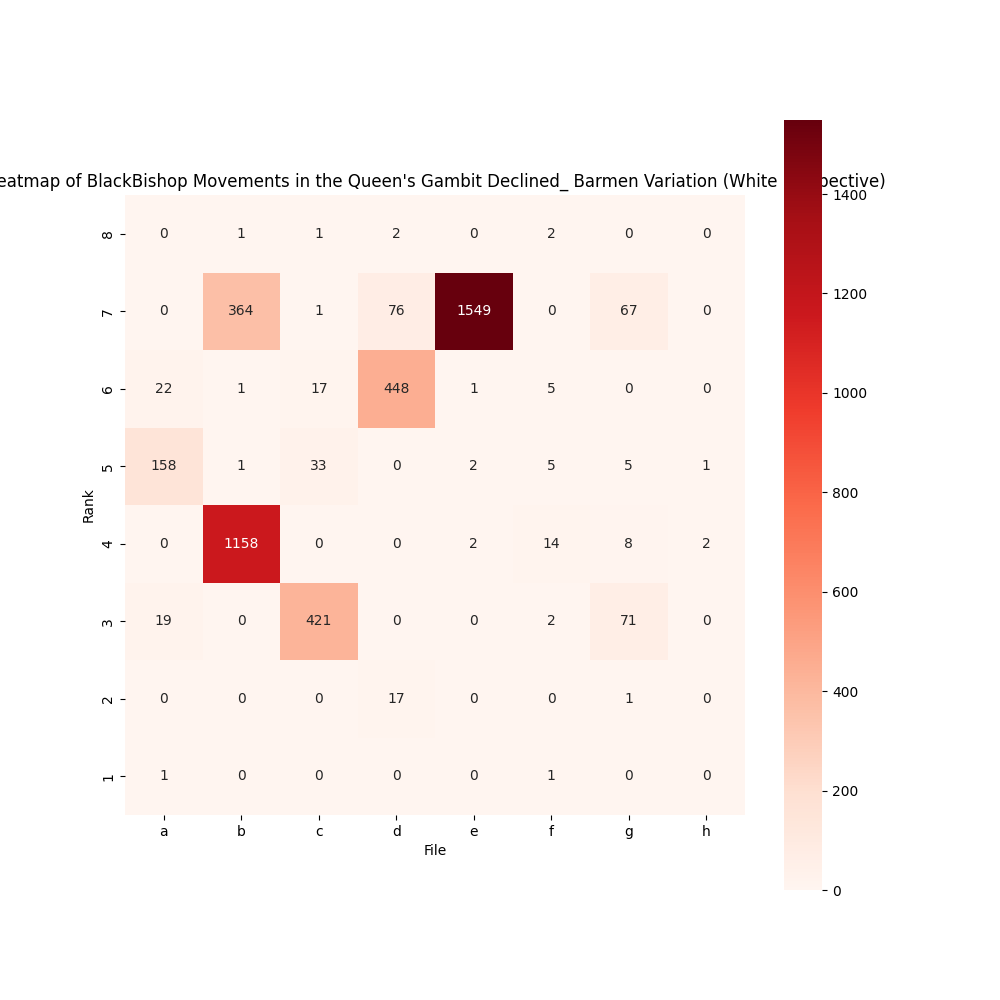 eatmap of BlackBishop Movements in the Queen's Gambit Declined_ Barmen Variation (White pective)
8 0 1 1 2 0 2 0 0
7 0 364 1 76 1549 0 67 0
6 22 1 17 448 1 5 0 0
5 158 1 33 0 2 5 5 1
Rank
4 0 1158 0 0 2 14 8 2
3 19 0 421 0 0 2 71 0
2 0 0 0 17 0 0 1 0
1 1 0 0 0 0 1 0 0
a b c d e f g h
File
1400
1200
1000
800
600
400
200
0